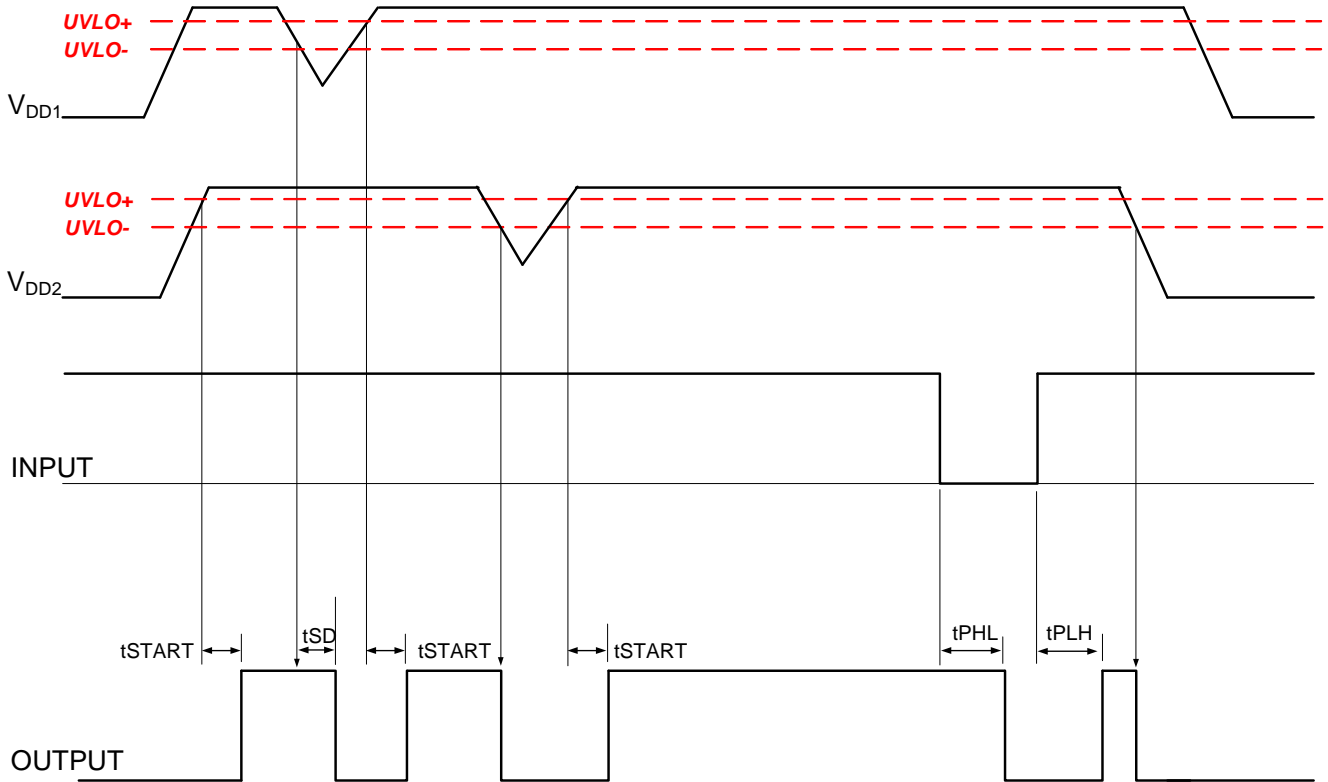 UVLO+
UVLO-
VDD1
UVLO+
UVLO-
VDD2
INPUT
tSTART
tSD
tSTART
tSTART
tPHL
tPLH
OUTPUT